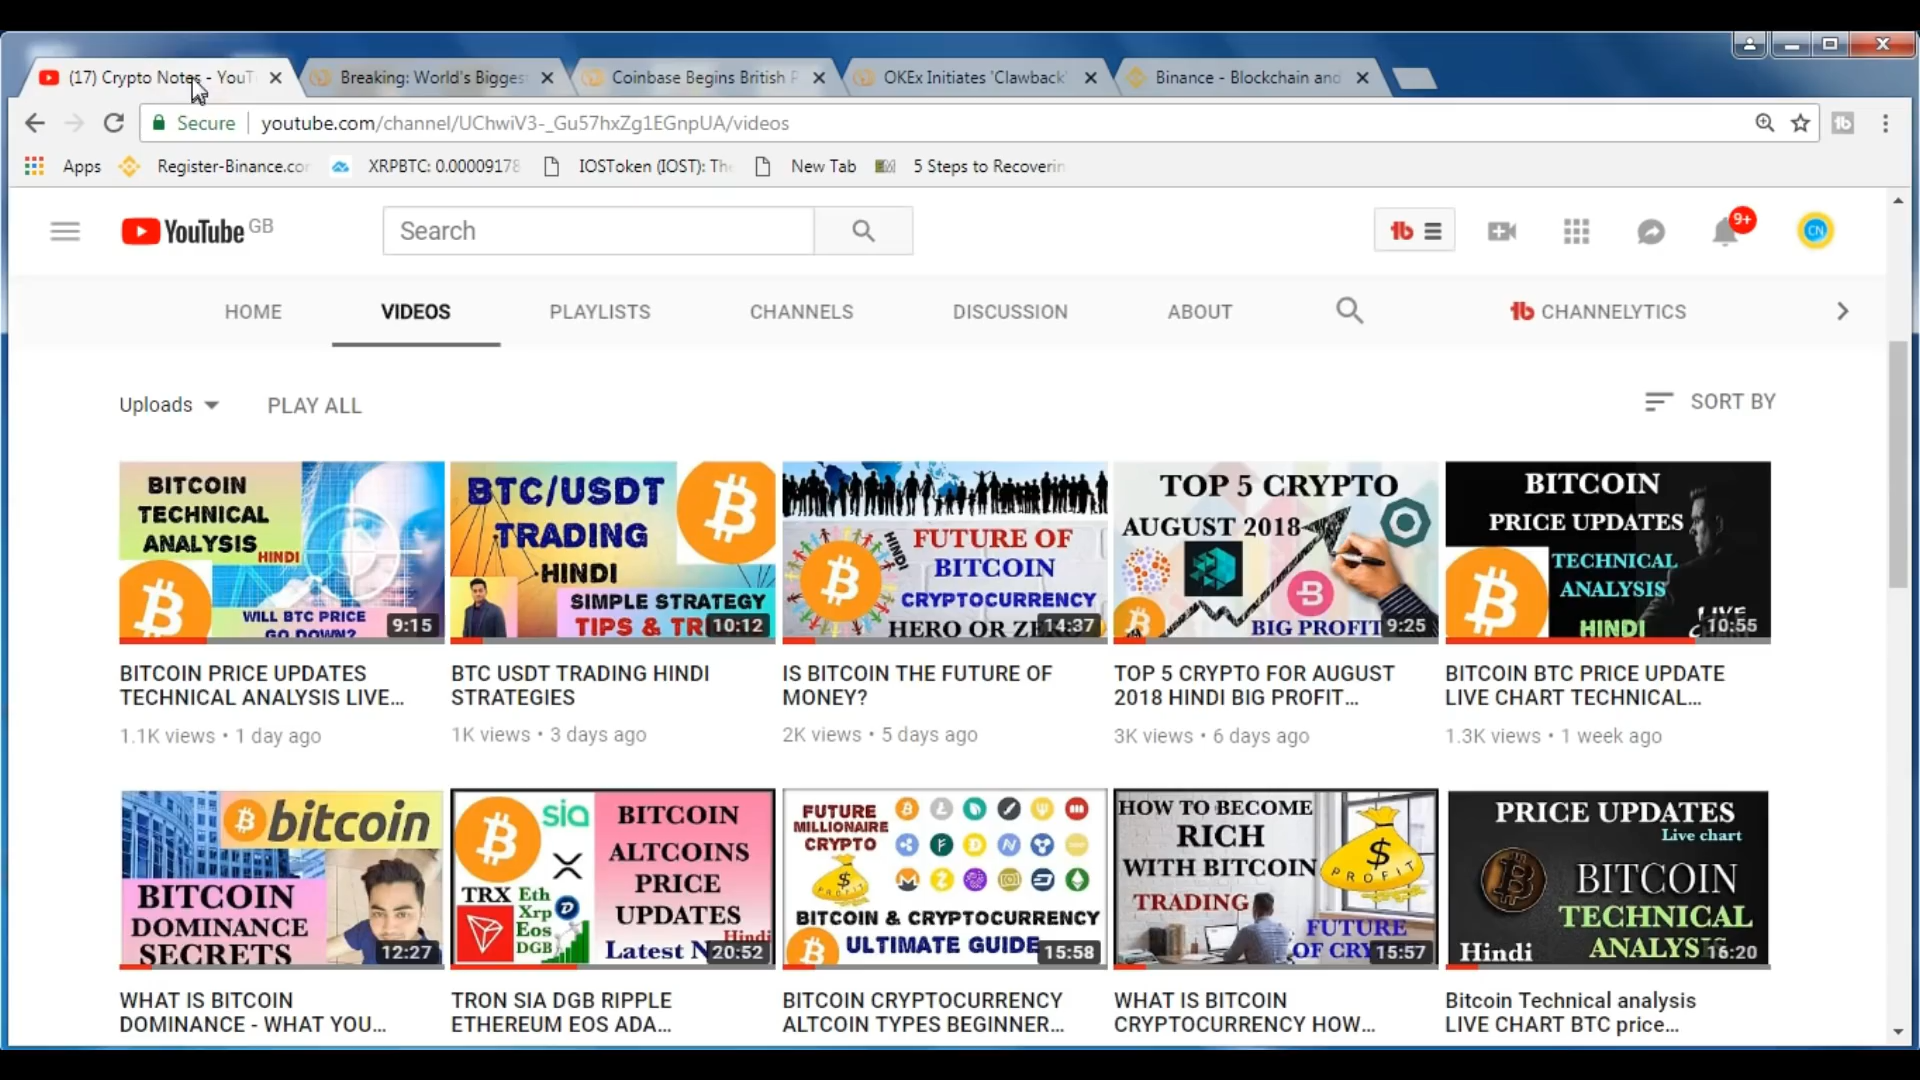 (17) Crypto Notes - YouT
Breaking: World's Bigges
Coinbase Begins British P
OKEx Initiates 'Clawback'
Binance - Blockchain and
Secure
youtube.com/channel/UChwiV3-_Gu57hxZg1EGnpUA/videos
Apps
Register-Binance.cor
XRPBTC: 0.00009178
IOSToken (IOST): The
New Tab
5 Steps to Recoverin
YouTube GB
Search
9+
CN
HOME
VIDEOS
PLAYLISTS
CHANNELS
DISCUSSION
ABOUT
CHANNELYTICS
Uploads
PLAY ALL
SORT BY
BITCOIN
TECHNICAL
ANALYSIS HINDI
WILL BTC PRICE
GO DOWN?
9:15
BTC/USDT
TRADING
HINDI
SIMPLE STRATEGY
TIPS & TR
10:12
HINDI
FUTURE OF
BITCOIN
CRYPTOCURRENCY
HERO OR ZE
14:37
TOP 5 CRYPTO
AUGUST 2018
BIG PROFIT
9:25
BITCOIN
PRICE UPDATES
TECHNICAL
ANALYSIS
HINDI
LIVE
10:55
BITCOIN PRICE UPDATES
TECHNICAL ANALYSIS LIVE...
1.1K views • 1 day ago
BTC USDT TRADING HINDI
STRATEGIES
1K views • 3 days ago
IS BITCOIN THE FUTURE OF
MONEY?
2K views • 5 days ago
TOP 5 CRYPTO FOR AUGUST
2018 HINDI BIG PROFIT...
3K views • 6 days ago
BITCOIN BTC PRICE UPDATE
LIVE CHART TECHNICAL...
1.3K views • 1 week ago
bitcoin
BITCOIN
DOMINANCE
SECRETS
12:27
sia
TRX Eth
Xrp
Eos
DGB
BITCOIN
ALTCOINS
PRICE
UPDATES
Hindi
Latest N
20:52
FUTURE
MILLIONAIRE
CRYPTO
BITCOIN & CRYPTOCURRENCY
ULTIMATE GUIDE
15:58
HOW TO BECOME
RICH
WITH BITCOIN
TRADING
PROFIT
FUTURE
OF CRY
15:57
PRICE UPDATES
Live chart
BITCOIN
TECHNICAL
ANALYSIS
Hindi
16:20
WHAT IS BITCOIN
DOMINANCE - WHAT YOU...
TRON SIA DGB RIPPLE
ETHEREUM EOS ADA...
BITCOIN CRYPTOCURRENCY
ALTCOIN TYPES BEGINNER...
WHAT IS BITCOIN
CRYPTOCURRENCY HOW...
Bitcoin Technical analysis
LIVE CHART BTC price...